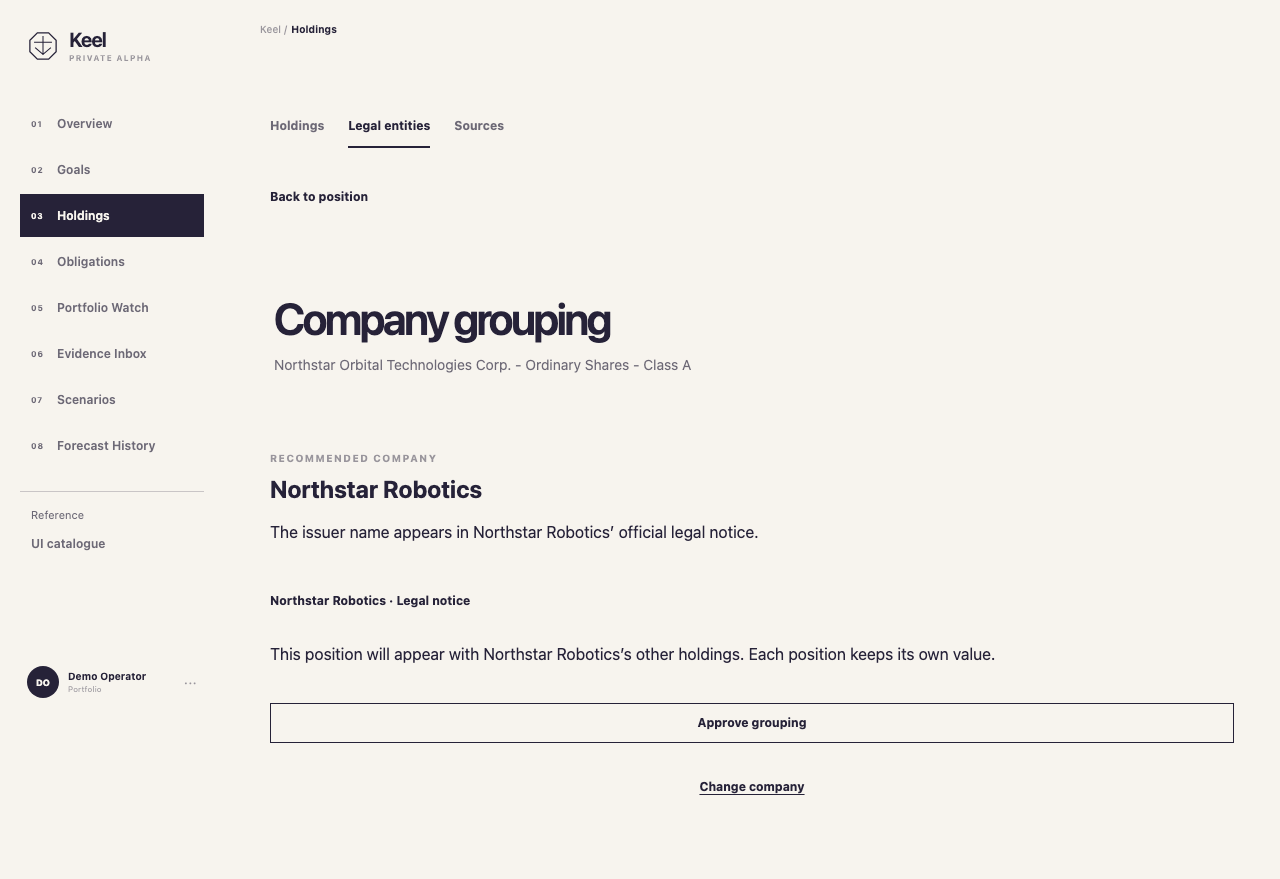 Keel
PRIVATE ALPHA
Keel / Holdings
01 Overview
02 Goals
03 Holdings
04 Obligations
05 Portfolio Watch
06 Evidence Inbox
07 Scenarios
08 Forecast History
Reference
UI catalogue
DO
Demo Operator
Portfolio
...
Holdings Legal entities Sources
Back to position
Company grouping
Northstar Orbital Technologies Corp. - Ordinary Shares - Class A
RECOMMENDED COMPANY
Northstar Robotics
The issuer name appears in Northstar Robotics’ official legal notice.
Northstar Robotics · Legal notice
This position will appear with Northstar Robotics’s other holdings. Each position keeps its own value.
Approve grouping
Change company